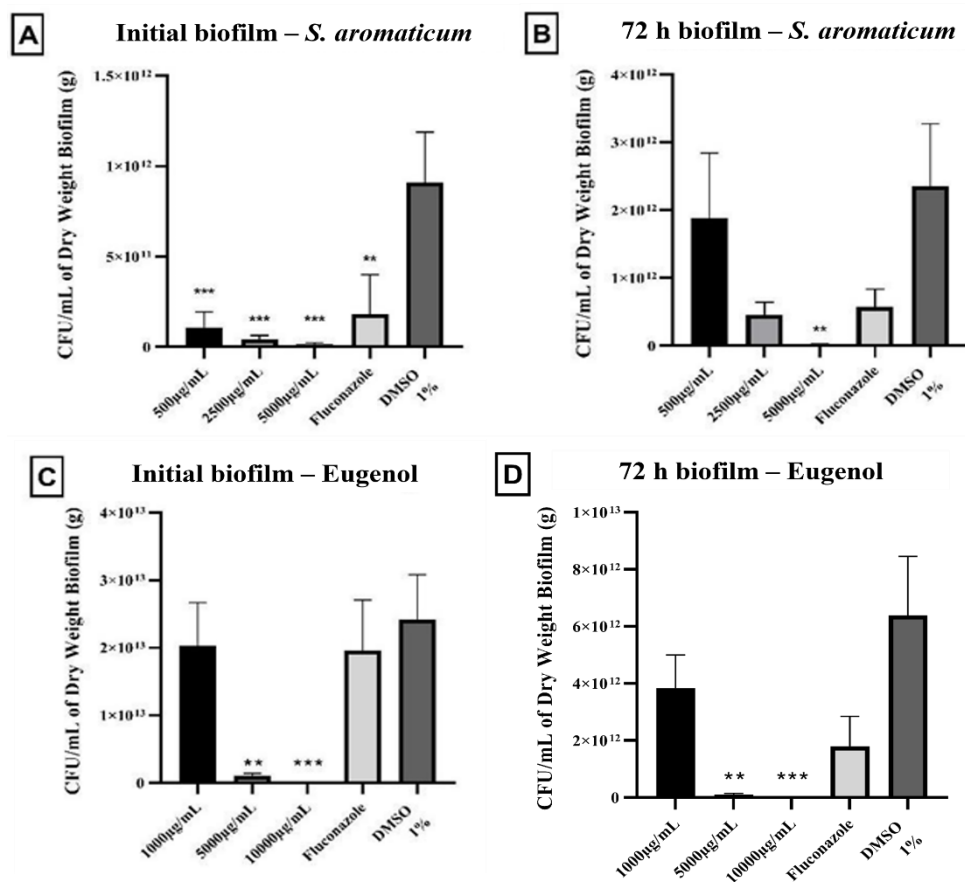 A
Initial biofilm – S. aromaticum
CFU/mL of Dry Weight Biofilm (g)
1.5×10¹²
1×10¹²
5×10¹¹
0
***
***
***
**
500µg/mL
2500µg/mL
5000µg/mL
Fluconazole
DMSO
1%
B
72 h biofilm – S. aromaticum
CFU/mL of Dry Weight Biofilm (g)
4×10¹²
3×10¹²
2×10¹²
1×10¹²
0
**
500µg/mL
2500µg/mL
5000µg/mL
Fluconazole
DMSO
1%
C
Initial biofilm – Eugenol
CFU/mL of Dry Weight Biofilm (g)
4×10¹³
3×10¹³
2×10¹³
1×10¹³
0
**
***
1000µg/mL
5000µg/mL
10000µg/mL
Fluconazole
DMSO
1%
D
72 h biofilm – Eugenol
CFU/mL of Dry Weight Biofilm (g)
1×10¹³
8×10¹²
6×10¹²
4×10¹²
2×10¹²
0
**
***
1000µg/mL
5000µg/mL
10000µg/mL
Fluconazole
DMSO
1%